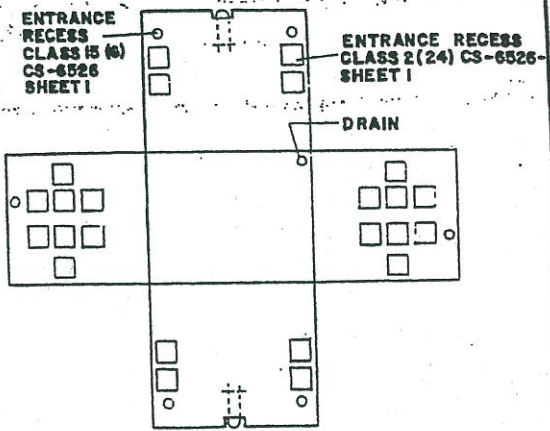 ENTRANCE
RECESS
CLASS 15 (6)
CS-6526
SHEET 1
ENTRANCE RECESS
CLASS 2 (24) CS-6526-
SHEET 1
DRAIN